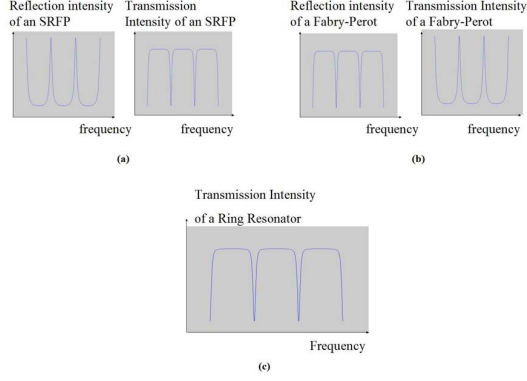 Reflection intensity
of an SRFP
Transmission
Intensity of an SRFP
frequency
frequency
(a)
Reflection intensity
of a Fabry-Perot
Transmission Intensity
of a Fabry-Perot
frequency
frequency
(b)
Transmission Intensity
of a Ring Resonator
Frequency
(c)